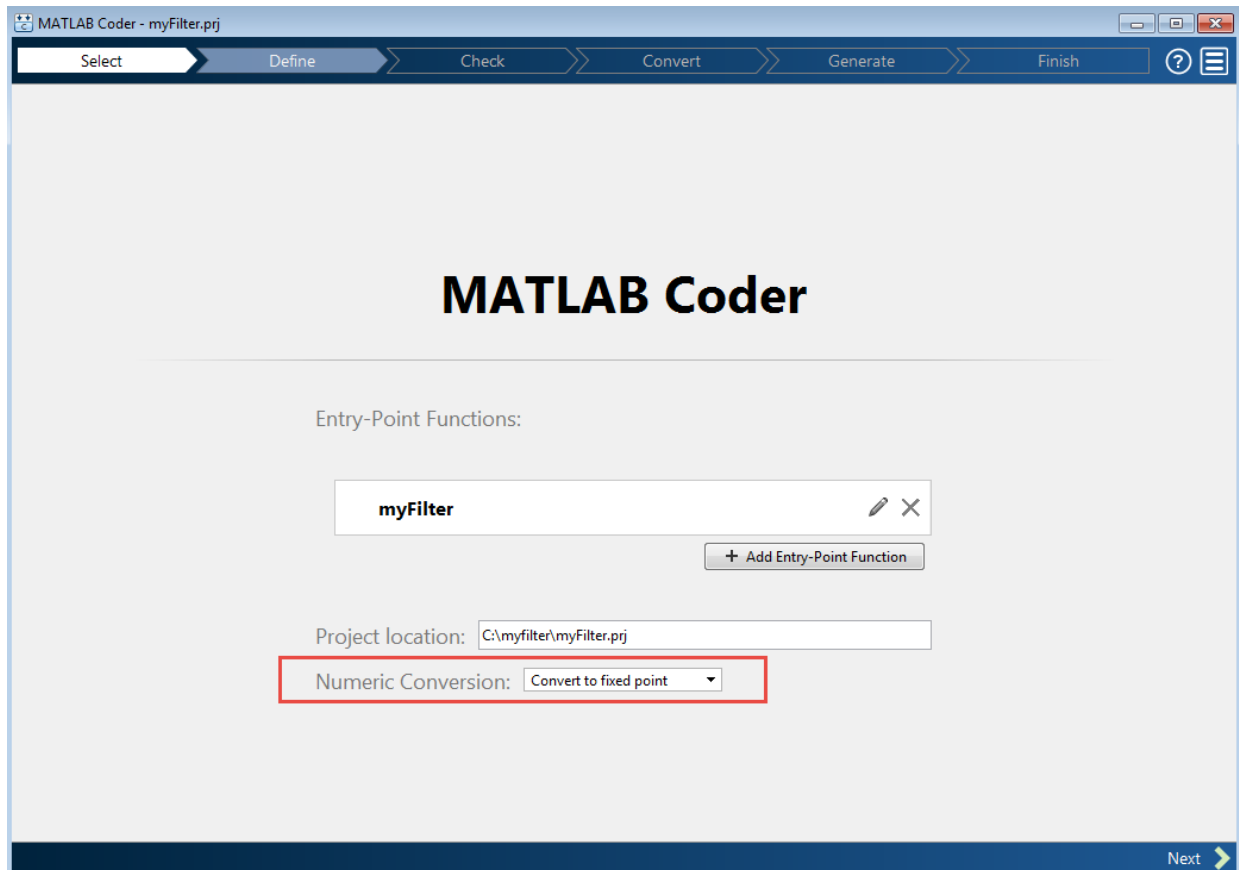 MATLAB Coder - myFilter.prj
Select Define Check Convert Generate Finish
MATLAB Coder
Entry-Point Functions:
myFilter
+ Add Entry-Point Function
Project location: C:\myfilter\myFilter.prj
Numeric Conversion: Convert to fixed point
Next